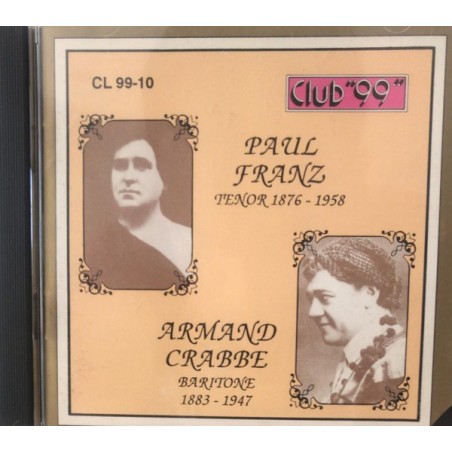 CL 99-10
Club "99"
PAUL
FRANZ
TENOR 1876 - 1958
ARMAND
CRABBE
BARITONE
1883 - 1947